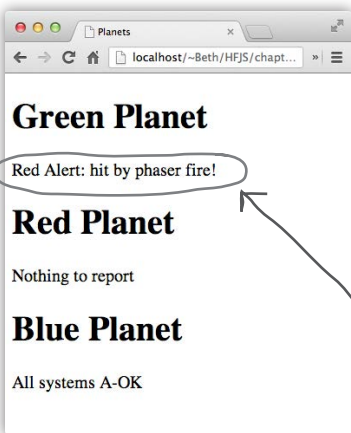 Planets
localhost/~Beth/HFJS/chapt...
Green Planet
Red Alert: hit by phaser fire!
Red Planet
Nothing to report
Blue Planet
All systems A-OK